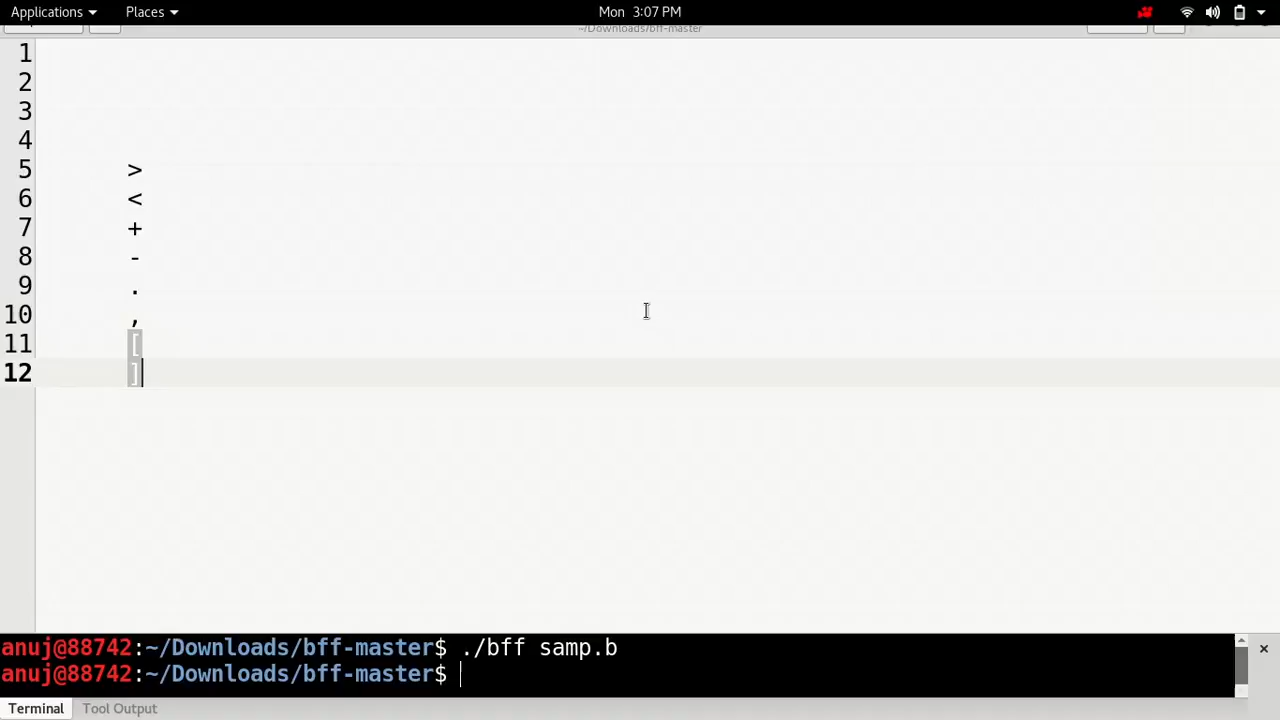 Applications Places Mon 3:07 PM
~/Downloads/bff-master
1
2
3
4
5 >
6 <
7 +
8 -
9 .
10 ,
11 [
12 ]
anuj@88742:~/Downloads/bff-master$ ./bff samp.b
anuj@88742:~/Downloads/bff-master$
Terminal Tool Output